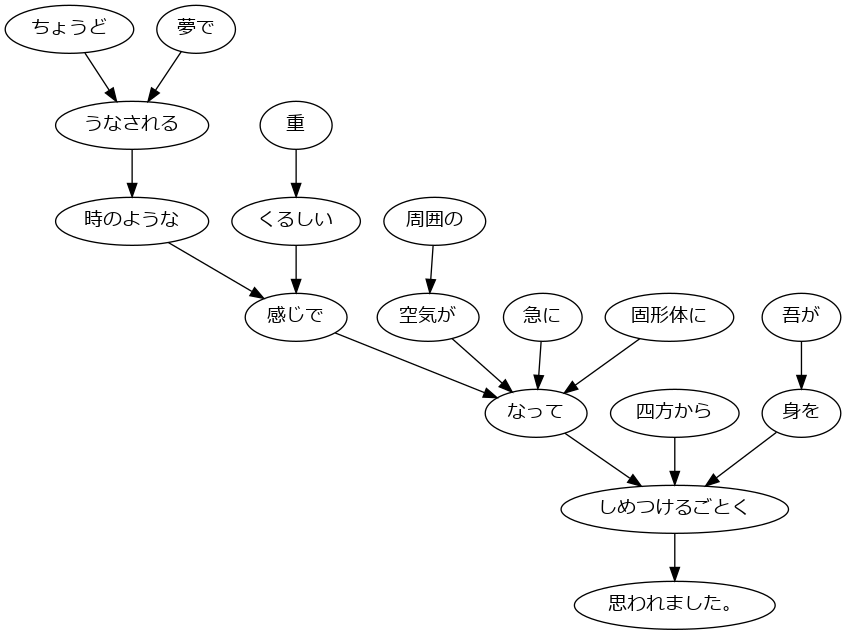 ちょうど
夢で
うなされる
重
時のような
くるしい
周囲の
感じで
空気が
急に
固形体に
吾が
なって
四方から
身を
しめつけるごとく
思われました。